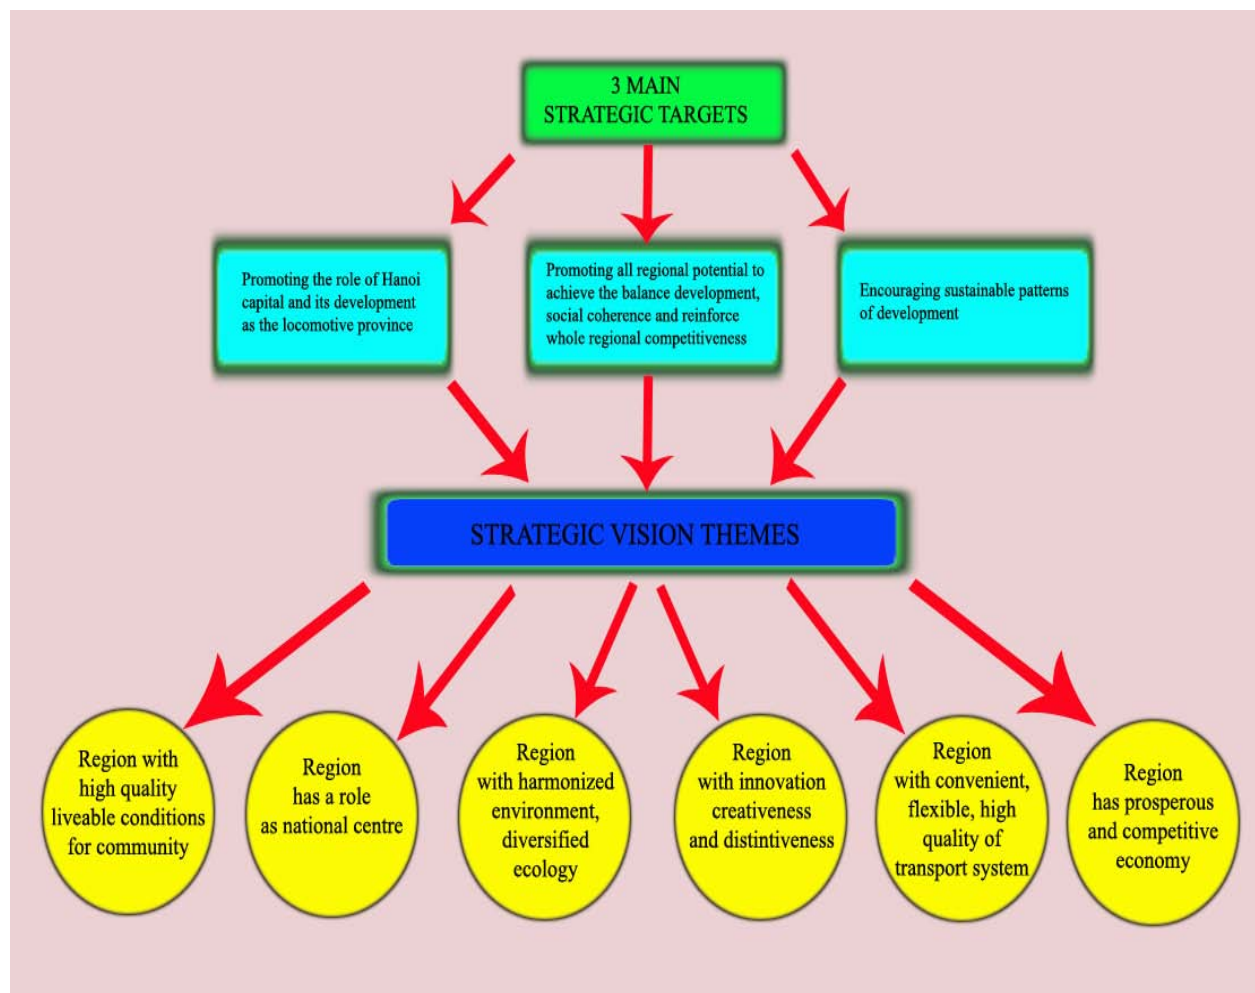 3 MAIN
STRATEGIC TARGETS
Promoting the role of Hanoi
capital and its development
as the locomotive province
Promoting all regional potential to
achieve the balance development,
social coherence and reinforce
whole regional competitiveness
Encouraging sustainable patterns
of development
STRATEGIC VISION THEMES
Region with
high quality
liveable conditions
for community
Region
has a role
as national centre
Region
with harmonized
environment,
diversified
ecology
Region
with innovation
creativeness
and distintiveness
Region
with convenient,
flexible, high
quality of
transport system
Region
has prosperous
and competitive
economy